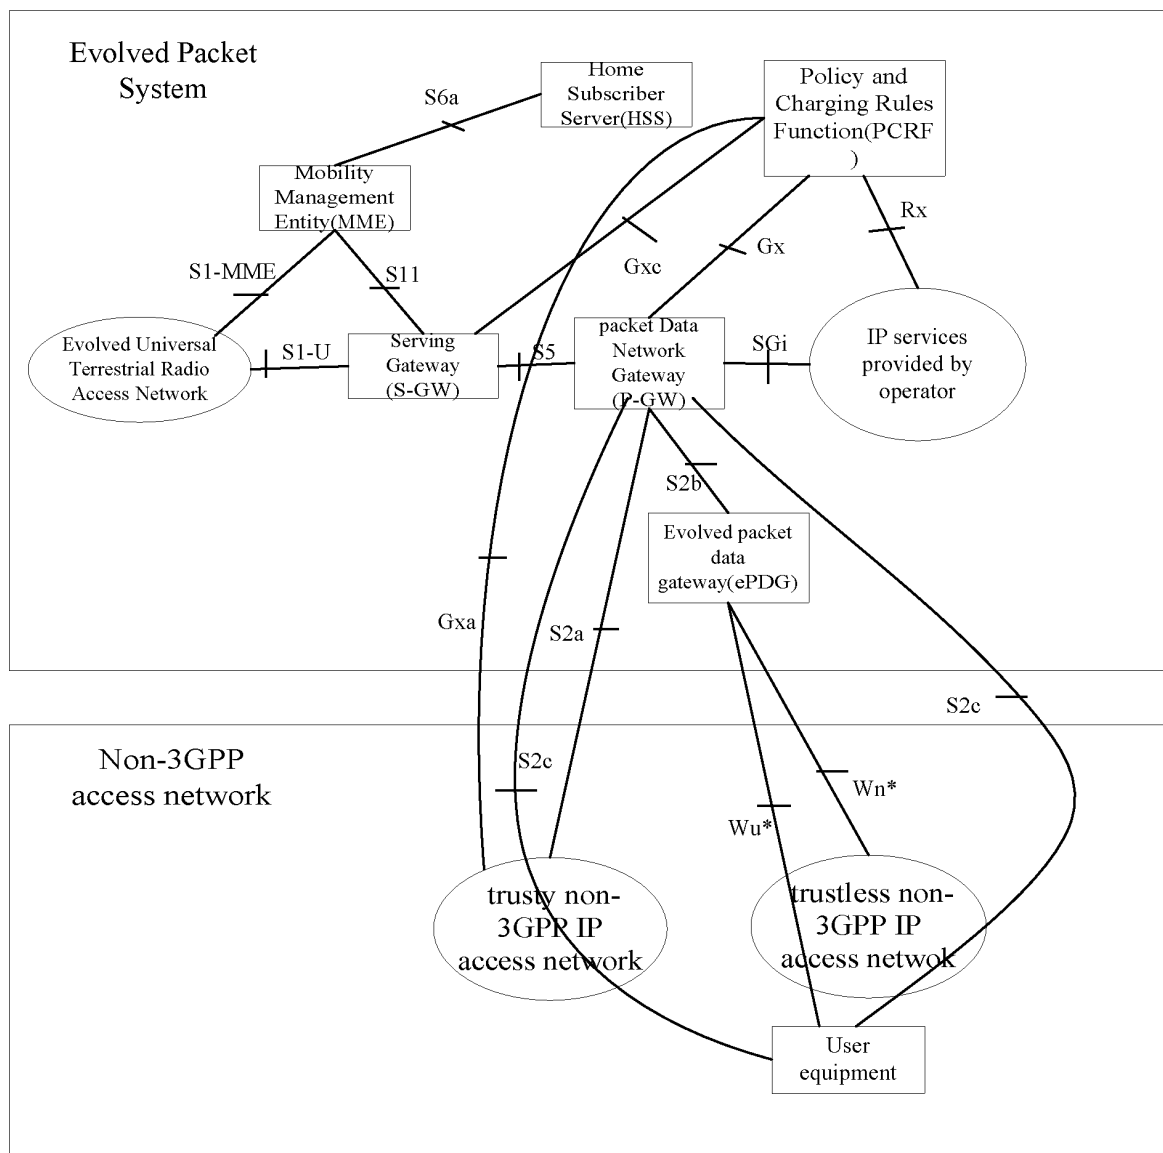 Evolved Packet
System
S6a
Home
Subscriber
Server(HSS)
Policy and
Charging Rules
Function(PCRF
)
Mobility
Management
Entity(MME)
Rx
Gx
Gxc
S1-MME
S11
Evolved Universal
Terrestrial Radio
Access Network
S1-U
Serving
Gateway
(S-GW)
S5
packet Data
Network
Gateway
(P-GW)
SGi
IP services
provided by
operator
S2b
Evolved packet
data
gateway(ePDG)
Gxa
S2a
S2c
Non-3GPP
access network
S2c
Wn*
Wu*
trusty non-
3GPP IP
access network
trustless non-
3GPP IP
access netwok
User
equipment